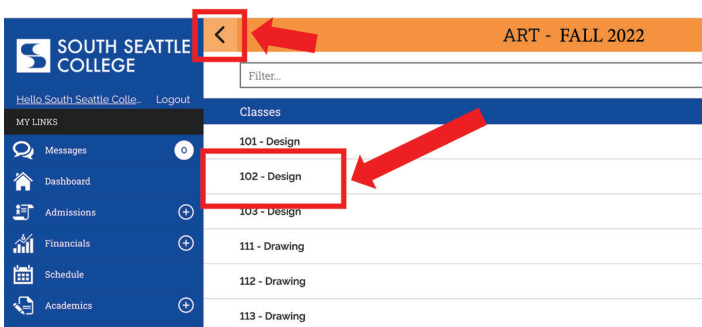 SOUTH SEATTLE
COLLEGE
Hello South Seattle Colle...
Logout
MY LINKS
Messages
0
Dashboard
Admissions
Financials
Schedule
Academics
ART - FALL 2022
Filter...
Classes
101 - Design
102 - Design
103 - Design
111 - Drawing
112 - Drawing
113 - Drawing